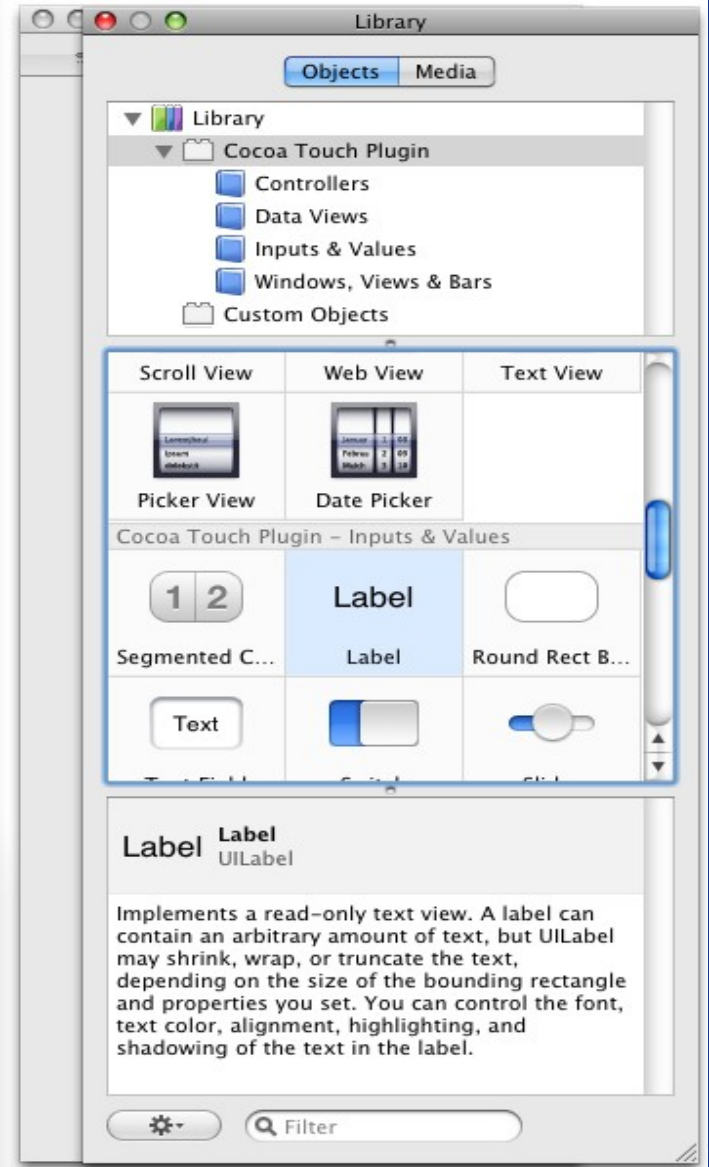 Library
Objects Media
Library
Cocoa Touch Plugin
Controllers
Data Views
Inputs & Values
Windows, Views & Bars
Custom Objects
Scroll View Web View Text View
Picker View Date Picker
Cocoa Touch Plugin – Inputs & Values
1 2 Label
Segmented C... Label Round Rect B...
Text
Label Label
UILabel
Implements a read-only text view. A label can
contain an arbitrary amount of text, but UILabel
may shrink, wrap, or truncate the text,
depending on the size of the bounding rectangle
and properties you set. You can control the font,
text color, alignment, highlighting, and
shadowing of the text in the label.
Filter